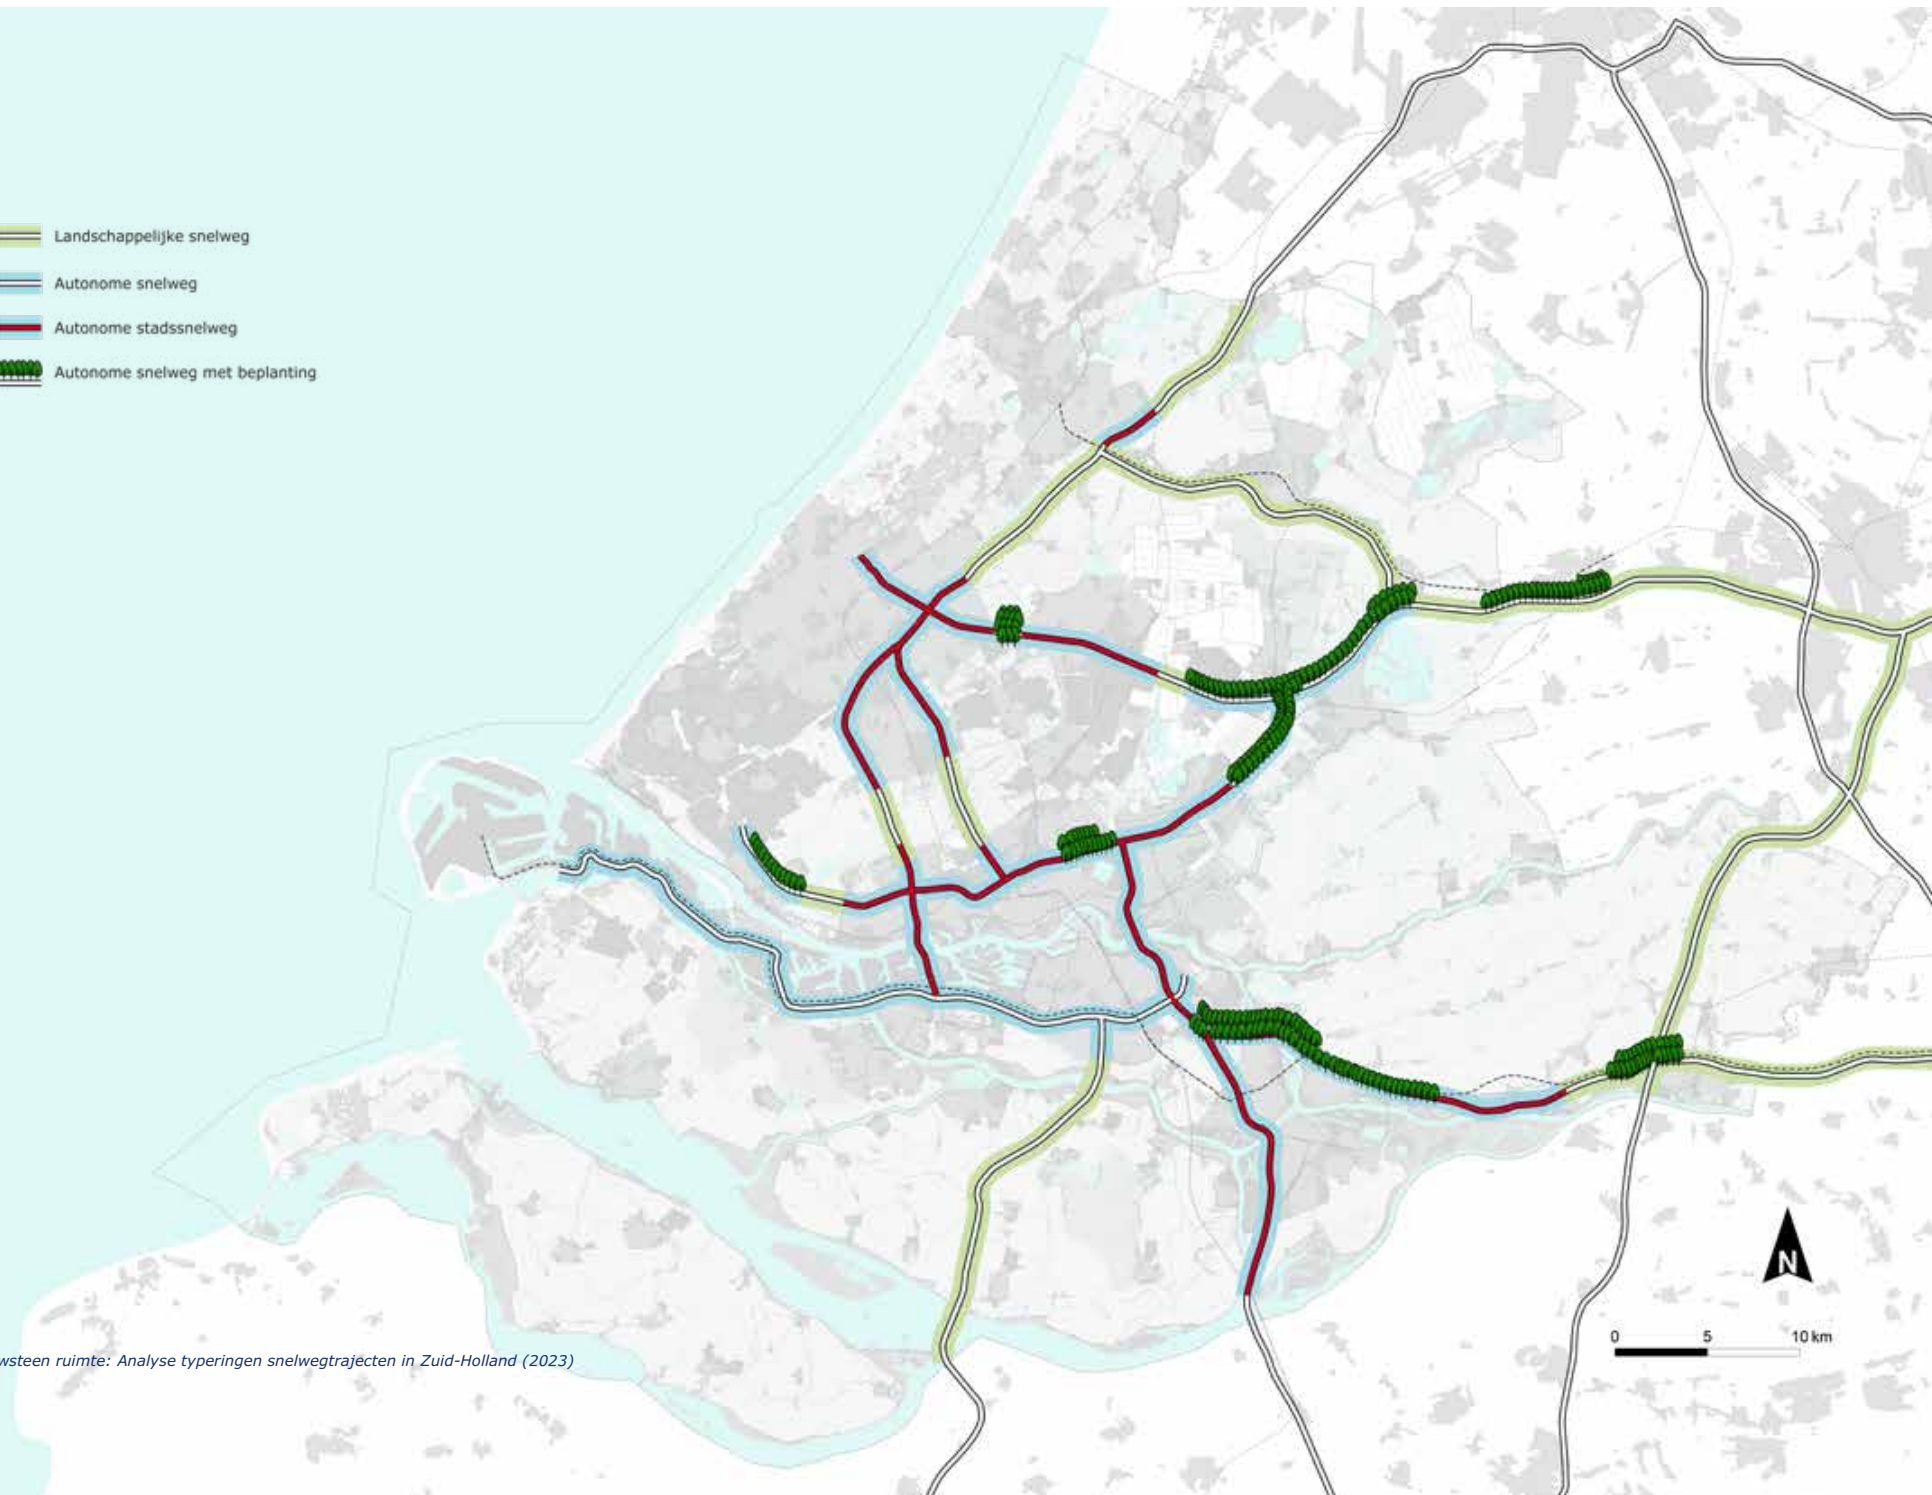 Landschappelijke snelweg
Autonome snelweg
Autonome stadssnelweg
Autonome snelweg met beplanting
N
0 5 10 km
wsteen ruimte: Analyse typeringen snelwegtrajecten in Zuid-Holland (2023)